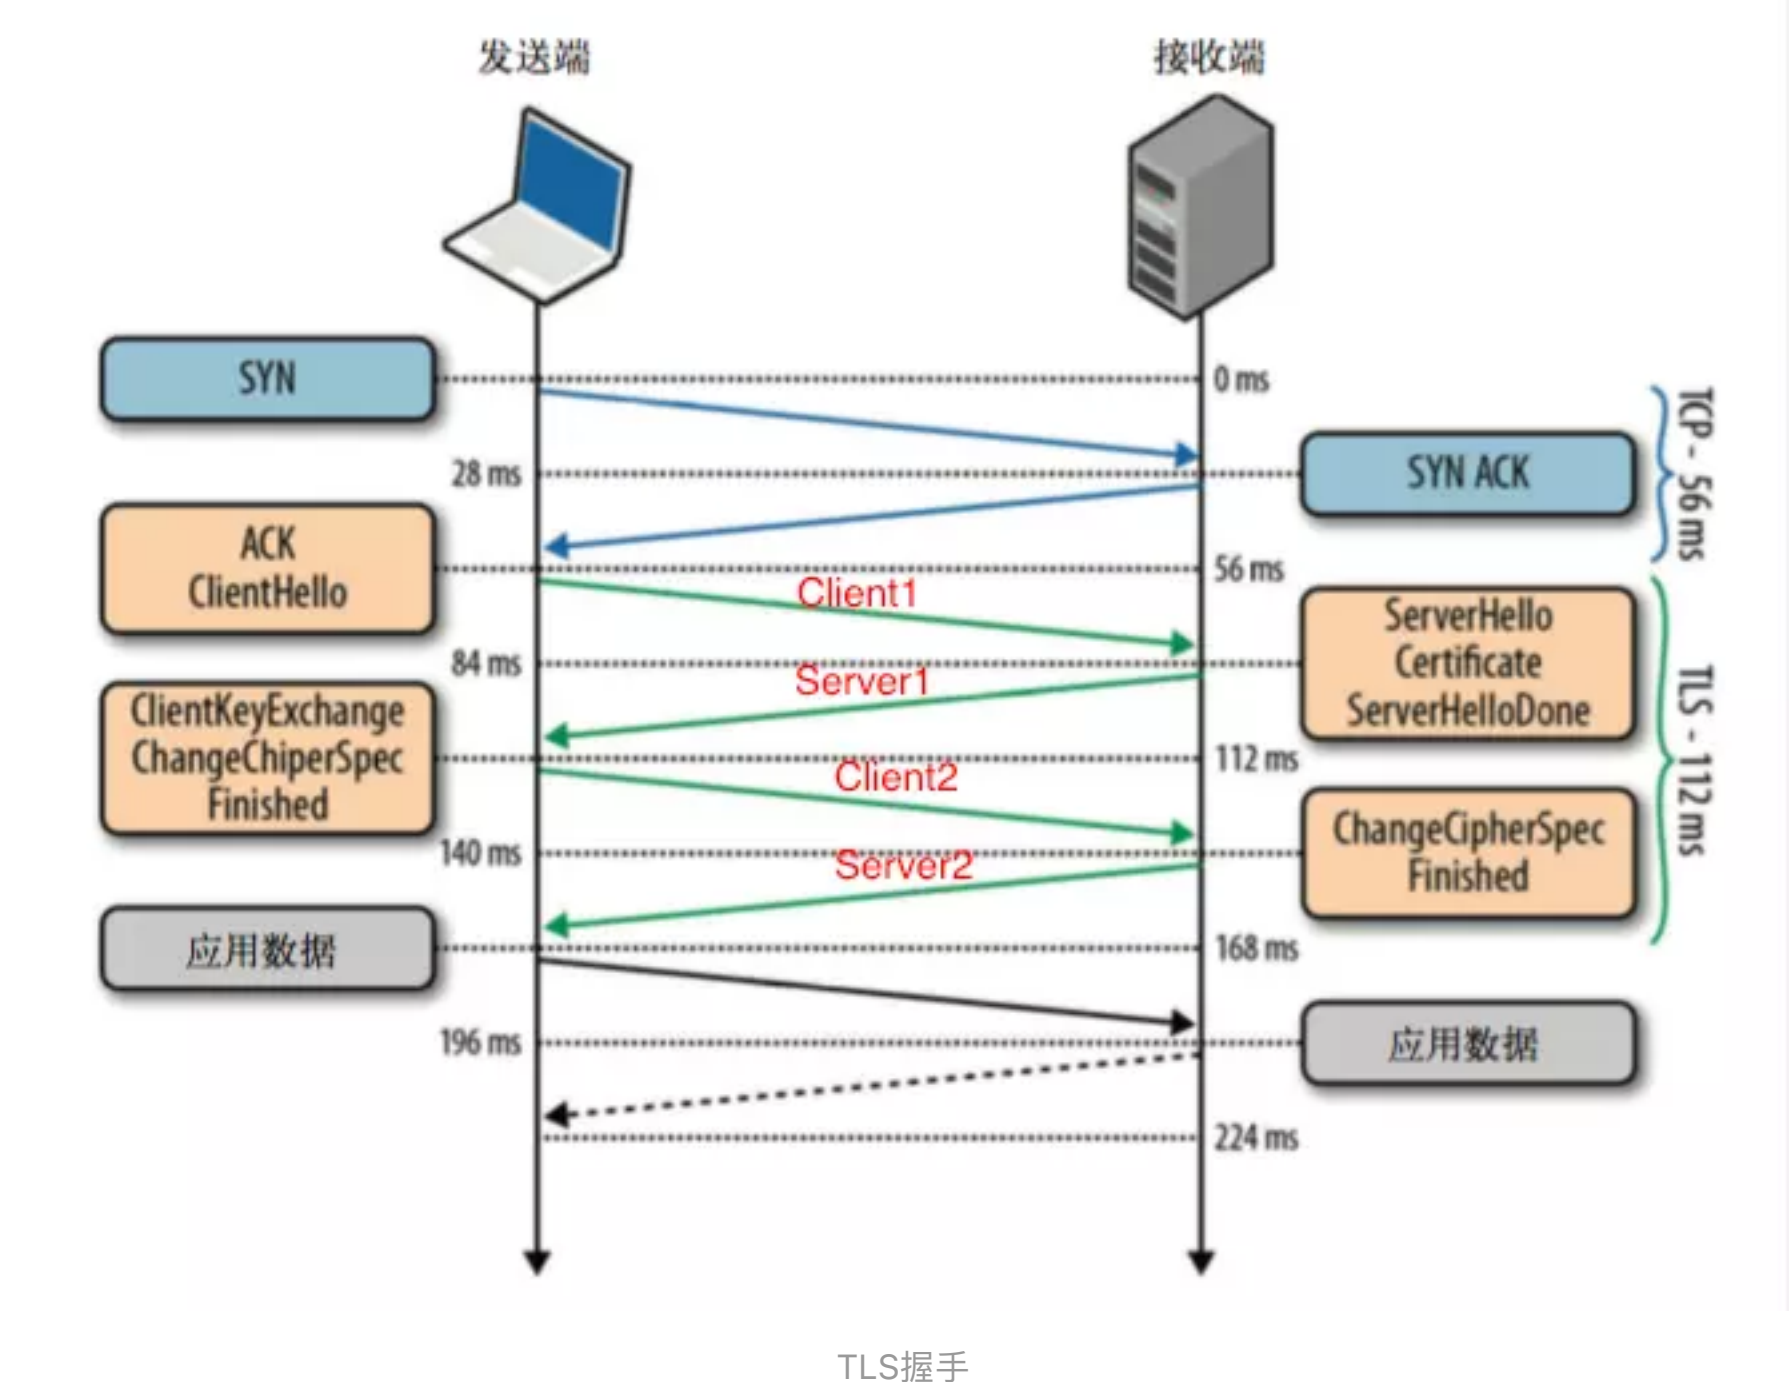 发送端
接收端
SYN
0 ms
28 ms
SYN ACK
TCP - 56 ms
ACK
ClientHello
56 ms
Client1
ServerHello
Certificate
ServerHelloDone
84 ms
Server1
TLS - 112 ms
ClientKeyExchange
ChangeChiperSpec
Finished
112 ms
Client2
ChangeCipherSpec
Finished
140 ms
Server2
应用数据
168 ms
196 ms
应用数据
224 ms
TLS握手